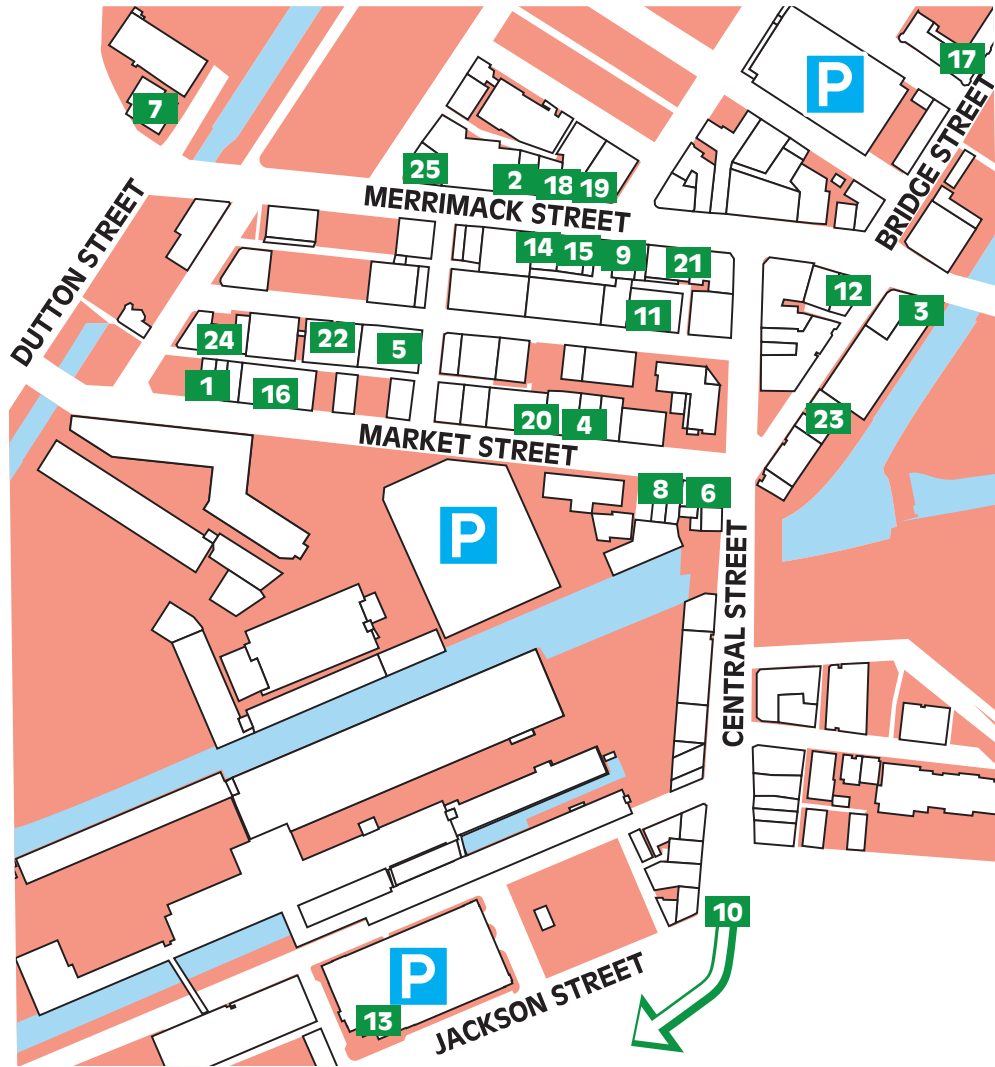 P
17
7
BRIDGE STREET
25
2
18
19
MERRIMACK STREET
DUTTON STREET
14
15
9
21
12
3
11
24
22
5
1
16
20
4
23
MARKET STREET
8
6
P
CENTRAL STREET
10
P
13
JACKSON STREET